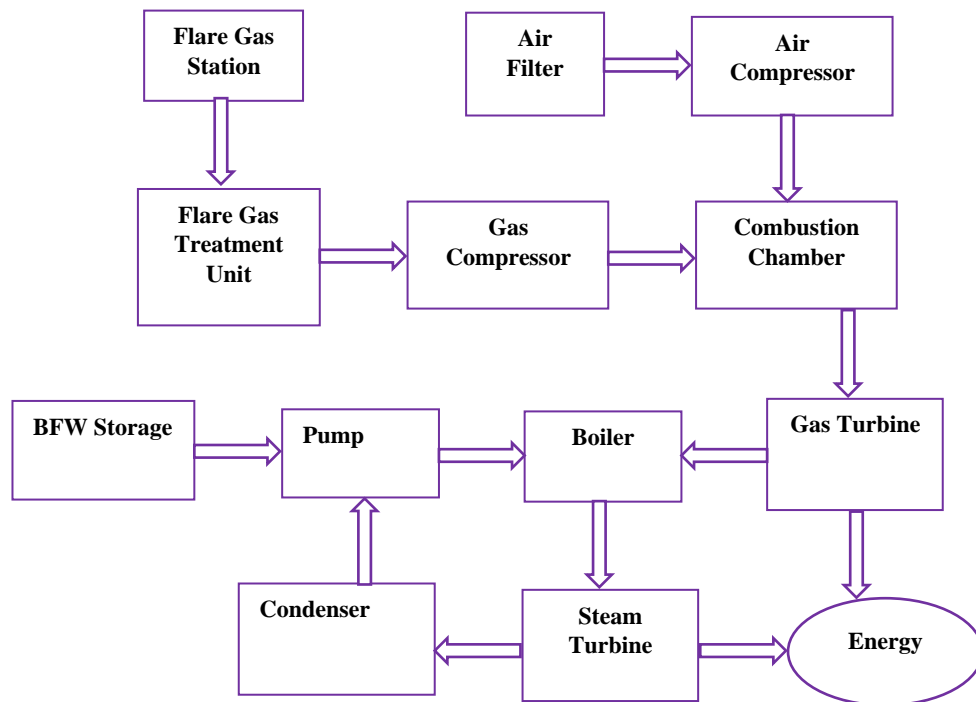 Flare Gas
Station
Air
Filter
Air
Compressor
Flare Gas
Treatment
Unit
Gas
Compressor
Combustion
Chamber
BFW Storage
Pump
Boiler
Gas Turbine
Condenser
Steam
Turbine
Energy